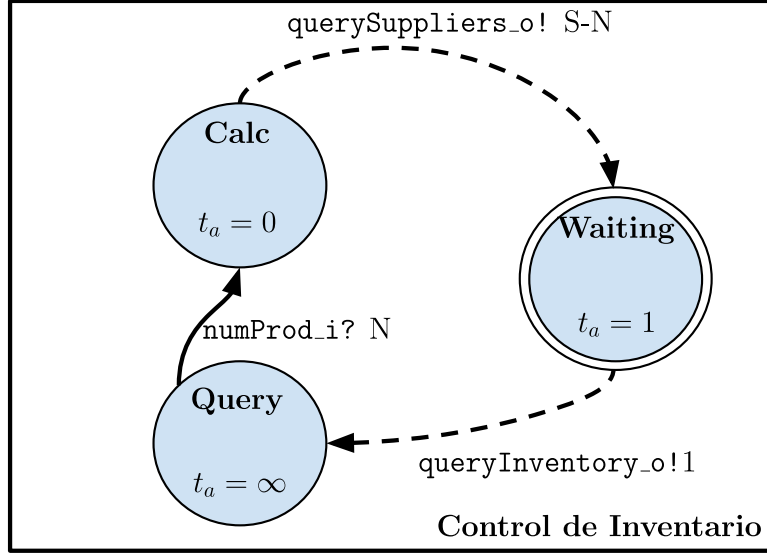 querySuppliers_o! S-N
Calc
t_a = 0
Waiting
t_a = 1
numProd_i? N
Query
t_a = ∞
queryInventory_o!1
Control de Inventario